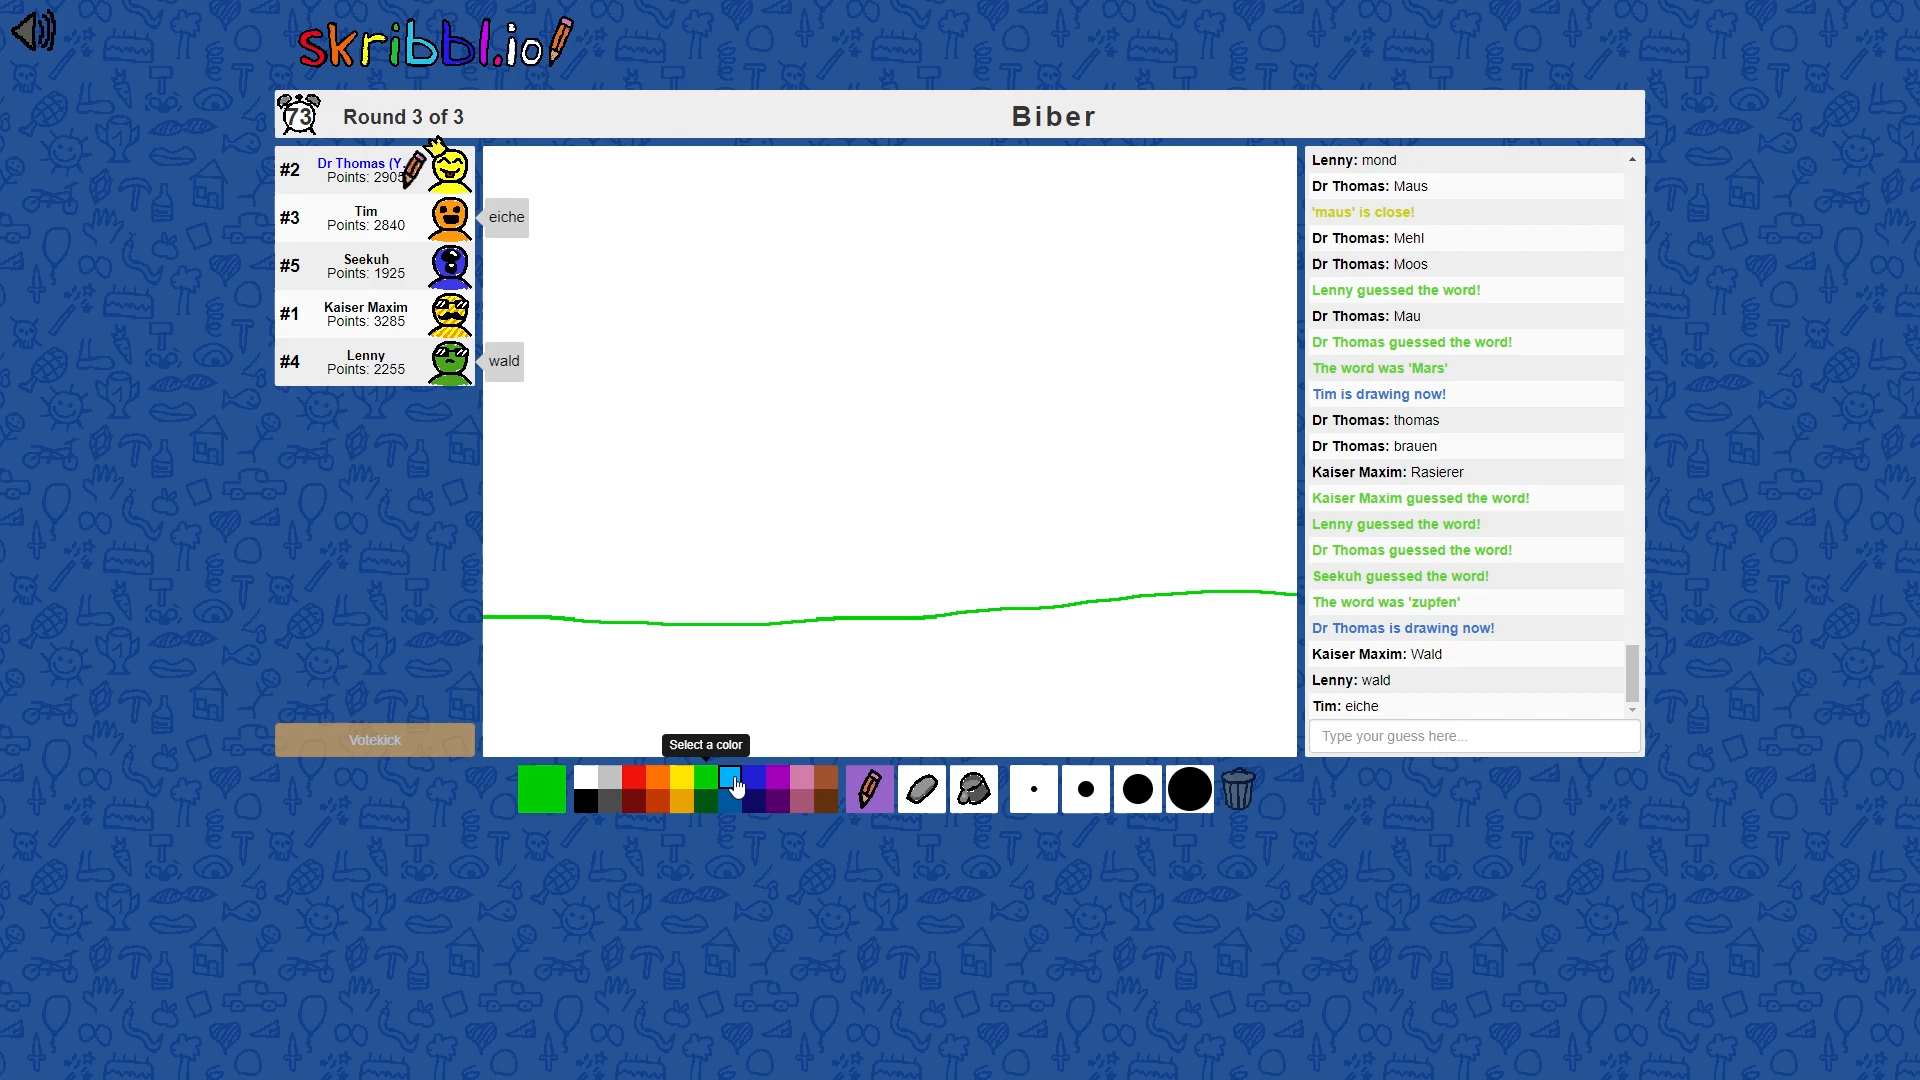 skribbl.io
73
Round 3 of 3
Biber
#2
Dr Thomas (Y
Points: 2905
#3
Tim
Points: 2840
eiche
#5
Seekuh
Points: 1925
#1
Kaiser Maxim
Points: 3285
#4
Lenny
Points: 2255
wald
Votekick
Select a color
Lenny: mond
Dr Thomas: Maus
'maus' is close!
Dr Thomas: Mehl
Dr Thomas: Moos
Lenny guessed the word!
Dr Thomas: Mau
Dr Thomas guessed the word!
The word was 'Mars'
Tim is drawing now!
Dr Thomas: thomas
Dr Thomas: brauen
Kaiser Maxim: Rasierer
Kaiser Maxim guessed the word!
Lenny guessed the word!
Dr Thomas guessed the word!
Seekuh guessed the word!
The word was 'zupfen'
Dr Thomas is drawing now!
Kaiser Maxim: Wald
Lenny: wald
Tim: eiche
Type your guess here...